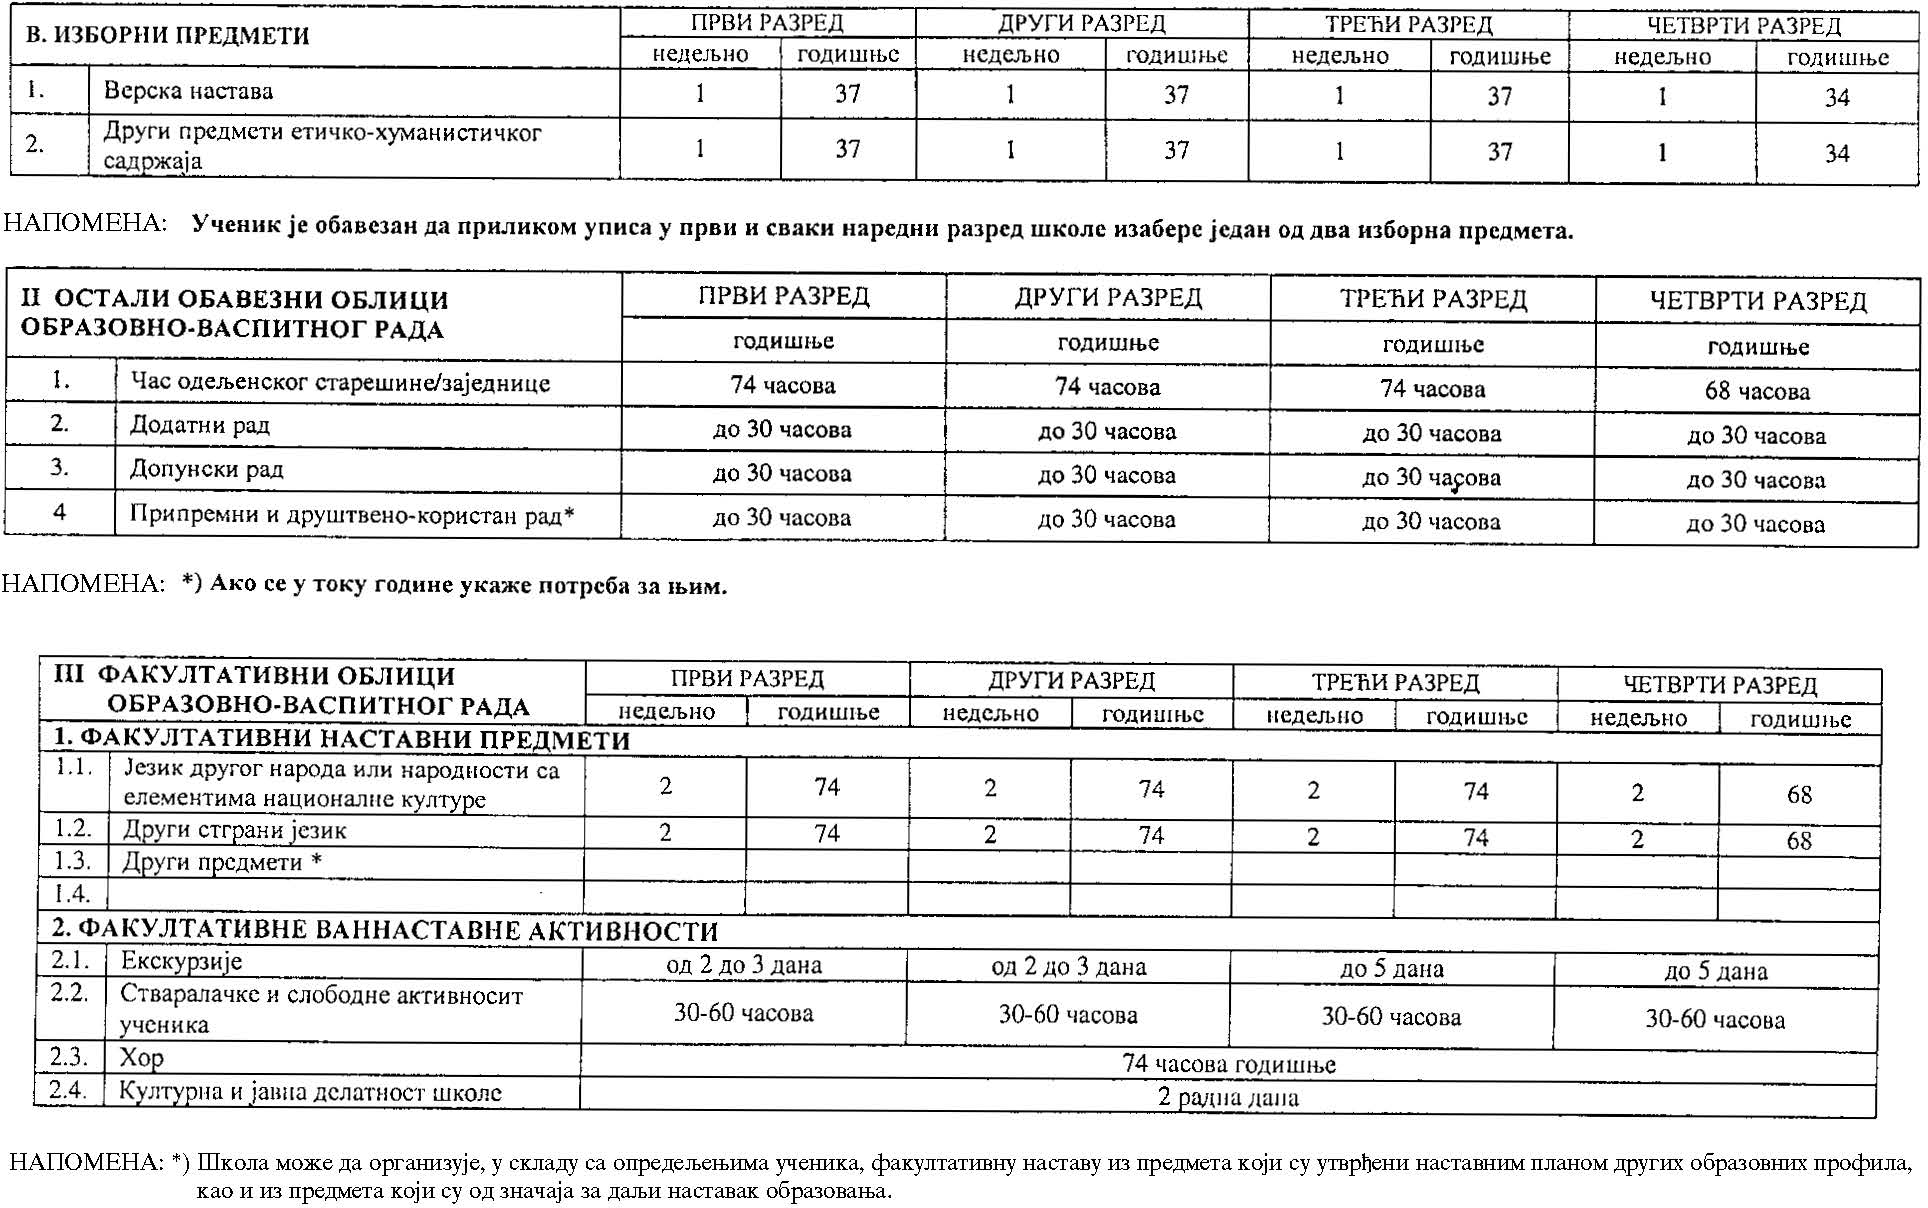 В. ИЗБОРНИ ПРЕДМЕТИ ПРВИ РАЗРЕД ДРУГИ РАЗРЕД ТРЕЋИ РАЗРЕД ЧЕТВРТИ РАЗРЕД
недељно годишње недељно годишње недељно годишње недељно годишње
1. Верска настава 1 37 1 37 1 37 1 34
2. Други предмети етичко-хуманистичког
садржаја 1 37 1 37 1 37 1 34
НАПОМЕНА: Ученик је обавезан да приликом уписа у први и сваки наредни разред школе изабере један од два изборна предмета.
II ОСТАЛИ ОБАВЕЗНИ ОБЛИЦИ
ОБРАЗОВНО-ВАСПИТНОГ РАДА ПРВИ РАЗРЕД ДРУГИ РАЗРЕД ТРЕЋИ РАЗРЕД ЧЕТВРТИ РАЗРЕД
годишње годишње годишње годишње
1. Час одељенског старешине/заједнице 74 часова 74 часова 74 часова 68 часова
2. Додатни рад до 30 часова до 30 часова до 30 часова до 30 часова
3. Допунски рад до 30 часова до 30 часова до 30 часова до 30 часова
4 Припремни и друштвено-користан рад* до 30 часова до 30 часова до 30 часова до 30 часова
НАПОМЕНА: *) Ако се у току године укаже потреба за њим.
III ФАКУЛТАТИВНИ ОБЛИЦИ
ОБРАЗОВНО-ВАСПИТНОГ РАДА ПРВИ РАЗРЕД ДРУГИ РАЗРЕД ТРЕЋИ РАЗРЕД ЧЕТВРТИ РАЗРЕД
недељно годишње недељно годишње недељно годишње недељно годишње
1. ФАКУЛТАТИВНИ НАСТАВНИ ПРЕДМЕТИ
1.1. Језик другог народа или народности са
елементима националне културе 2 74 2 74 2 74 2 68
1.2. Други стграни језик 2 74 2 74 2 74 2 68
1.3. Други предмети *
1.4.
2. ФАКУЛТАТИВНЕ ВАННАСТАВНЕ АКТИВНОСТИ
2.1. Екскурзије од 2 до 3 дана од 2 до 3 дана до 5 дана до 5 дана
2.2. Стваралачке и слободне активносит
ученика 30-60 часова 30-60 часова 30-60 часова 30-60 часова
2.3. Хор 74 часова годишње
2.4. Културна и јавна делатност школе 2 радна дана
НАПОМЕНА: *) Школа може да организује, у складу са опредељењима ученика, факултативну наставу из предмета који су утврђени наставним планом других образовних профила,
као и из предмета који су од значаја за даљи наставак образовања.